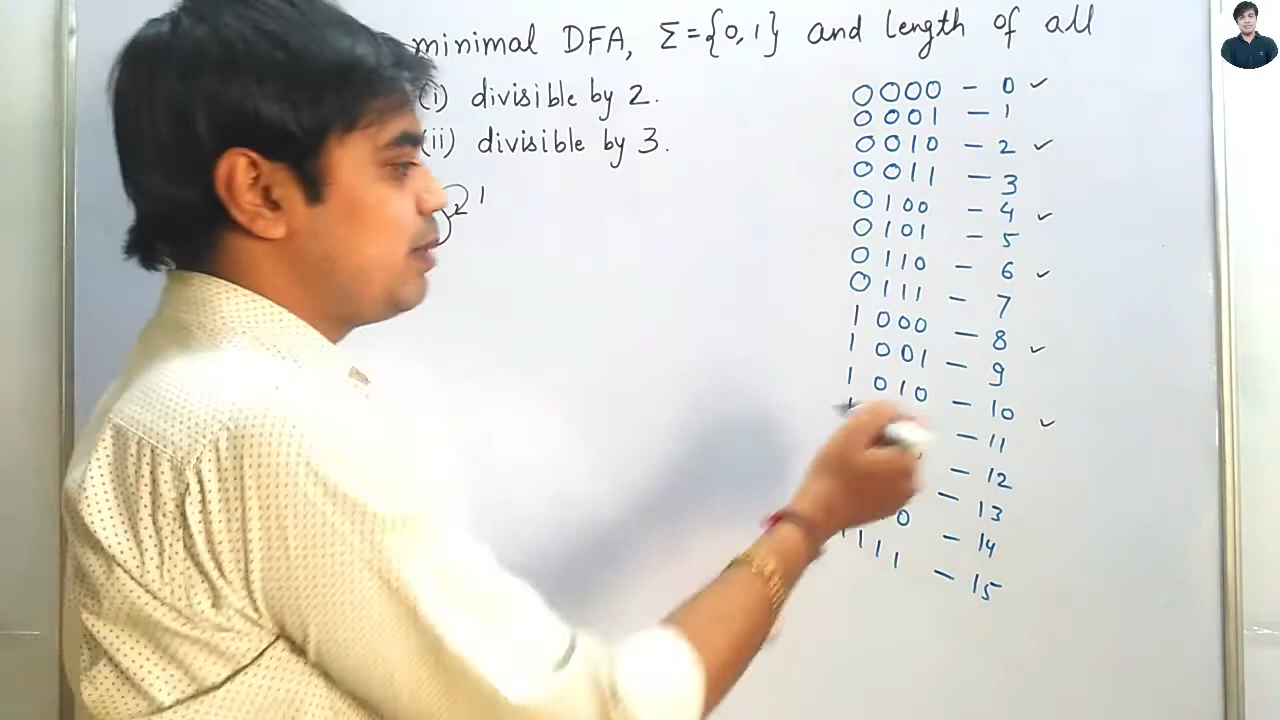 minimal DFA, Σ={0,1} and length of all
(i) divisible by 2.
(ii) divisible by 3.
1
0000 - 0 ✓
0001 - 1
0010 - 2 ✓
0011 - 3
0100 - 4 ✓
0101 - 5
0110 - 6 ✓
0111 - 7
1000 - 8 ✓
1001 - 9
1010 - 10 ✓
- 11
- 12
- 13
0 - 14
1111 - 15